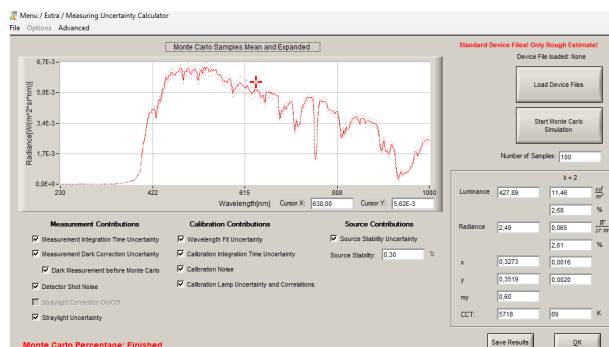 Menu / Extra / Measuring Uncertainty Calculator
File Options Advanced
Monte Carlo Samples Mean and Expanded
Standard Device Files! Only Rough Estimate!
Device File loaded: None
Load Device Files
Start Monte Carlo
Simulation
Number of Samples: 100
Radiance[W/(m^2*sr*nm)]
6,7E-3
5,0E-3
3,4E-3
1,7E-3
0,0E+0
230 422 615 808 1000
Wavelength[nm] Cursor X: 638,00 Cursor Y: 5,62E-3
k = 2
Luminance 427,89 11,46 cd/m²
2,68 %
Radiance 2,49 0,065
2,61 %
x 0,3273 0,0016
y 0,3519 0,0020
rxy 0,60
CCT: 5718 69 K
Measurement Contributions
Measurement Integration Time Uncertainty
Measurement Dark Correction Uncertainty
Dark Measurement before Monte Carlo
Detector Shot Noise
Straylight Correction On/Off
Straylight Uncertainty
Calibration Contributions
Wavelength Fit Uncertainty
Calibration Integration Time Uncertainty
Calibration Noise
Calibration Lamp Uncertainty and Correlations
Source Contributions
Source Stability Uncertainty
Source Stability: 0,30 %
Monte Carlo Percentage: Finished
Save Results
OK